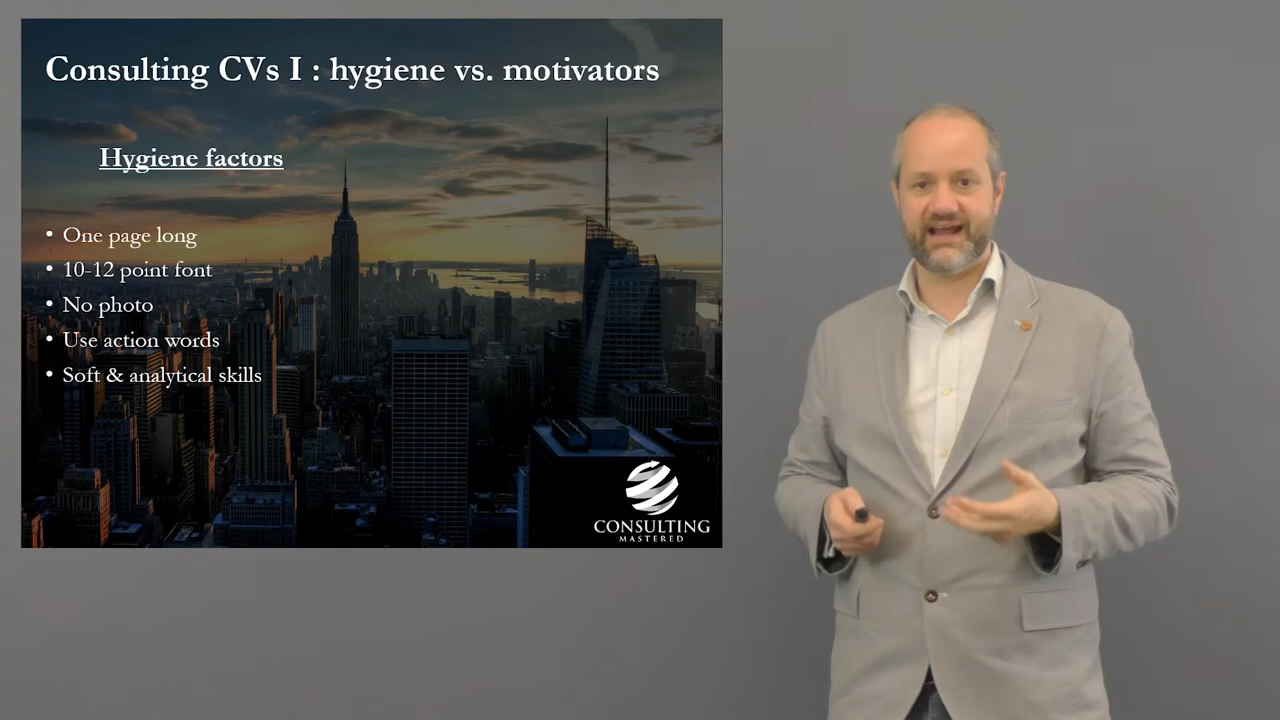 Consulting CVs I : hygiene vs. motivators
Hygiene factors
• One page long
• 10-12 point font
• No photo
• Use action words
• Soft & analytical skills
CONSULTING
MASTERED